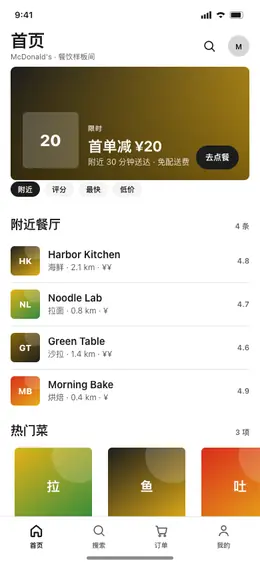 9:41
首页
McDonald's · 餐饮样板间
M
20
限时
首单减 ¥20
附近 30 分钟送达 · 免配送费
去点餐
附近
评分
最快
低价
附近餐厅
4 条
HK
Harbor Kitchen
海鲜 · 2.1 km · ¥¥
4.8
NL
Noodle Lab
拉面 · 0.8 km · ¥
4.7
GT
Green Table
沙拉 · 1.4 km · ¥¥
4.6
MB
Morning Bake
烘焙 · 0.4 km · ¥
4.9
热门菜
3 项
拉
鱼
吐
首页
搜索
订单
我的